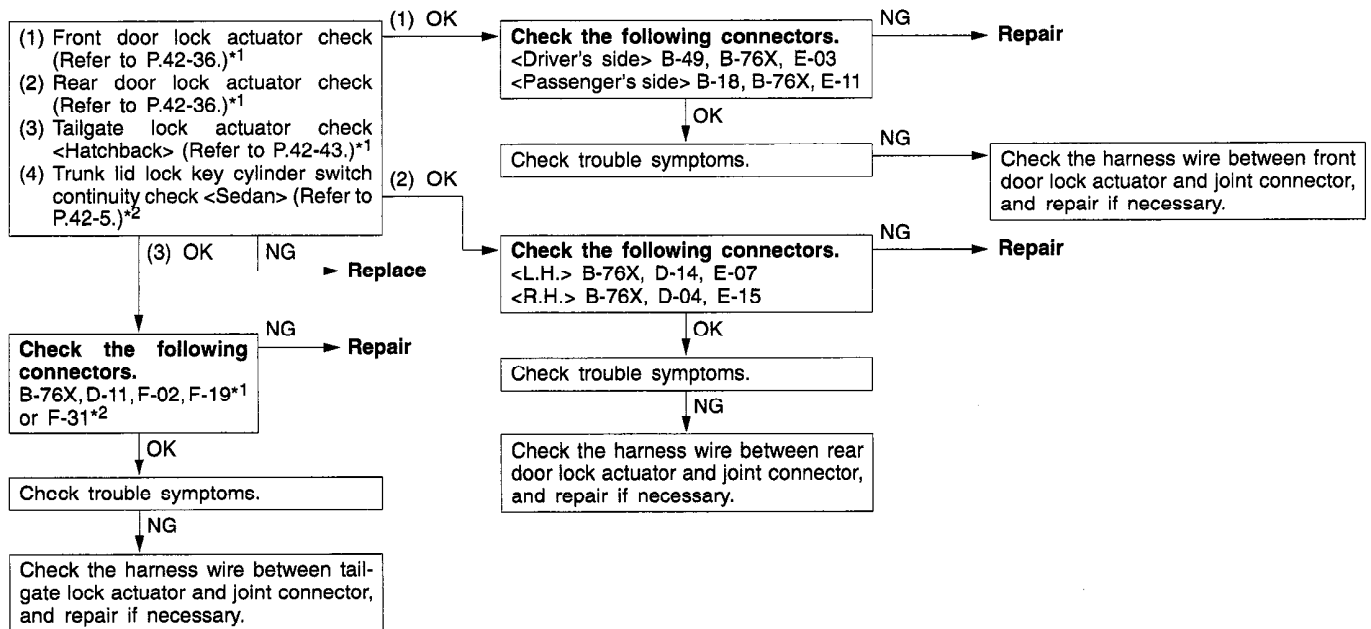 (1) Front door lock actuator check
(Refer to P.42-36.)*1
(2) Rear door lock actuator check
(Refer to P.42-36.)*1
(3) Tailgate lock actuator check
<Hatchback> (Refer to P.42-43.)*1
(4) Trunk lid lock key cylinder switch
continuity check <Sedan> (Refer to
P.42-5.)*2
(1) OK
Check the following connectors.
<Driver's side> B-49, B-76X, E-03
<Passenger's side> B-18, B-76X, E-11
NG
Repair
OK
Check trouble symptoms.
NG
Check the harness wire between front
door lock actuator and joint connector,
and repair if necessary.
(2) OK
Check the following connectors.
<L.H.> B-76X, D-14, E-07
<R.H.> B-76X, D-04, E-15
NG
Repair
OK
Check trouble symptoms.
NG
Check the harness wire between rear
door lock actuator and joint connector,
and repair if necessary.
(3) OK
NG
Replace
Check the following
connectors.
B-76X, D-11, F-02, F-19*1
or F-31*2
NG
Repair
OK
Check trouble symptoms.
NG
Check the harness wire between tail-
gate lock actuator and joint connector,
and repair if necessary.